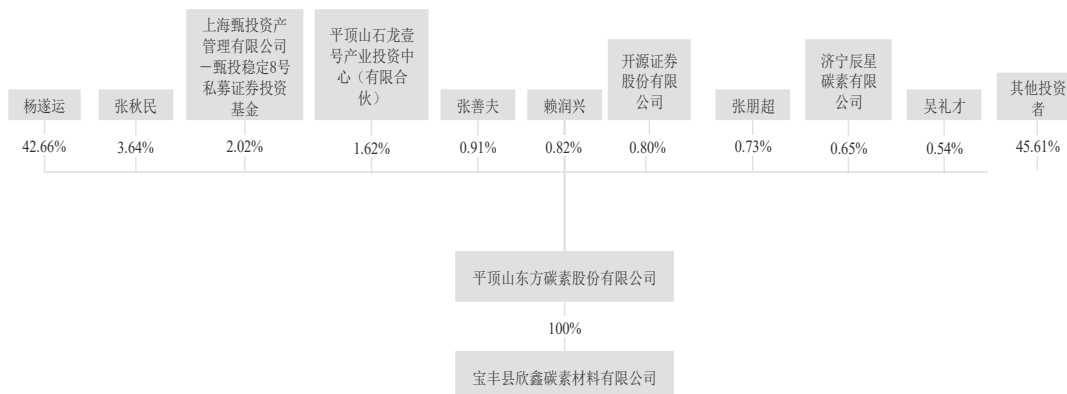 杨遂运
张秋民
上海甄投资产
管理有限公司
－甄投稳定8号
私募证券投资
基金
平顶山石龙壹
号产业投资中
心（有限合
伙）
张善夫
赖润兴
开源证券
股份有限
公司
张朋超
济宁辰星
碳素有限
公司
吴礼才
其他投资
者
42.66%
3.64%
2.02%
1.62%
0.91%
0.82%
0.80%
0.73%
0.65%
0.54%
45.61%
平顶山东方碳素股份有限公司
100%
宝丰县欣鑫碳素材料有限公司